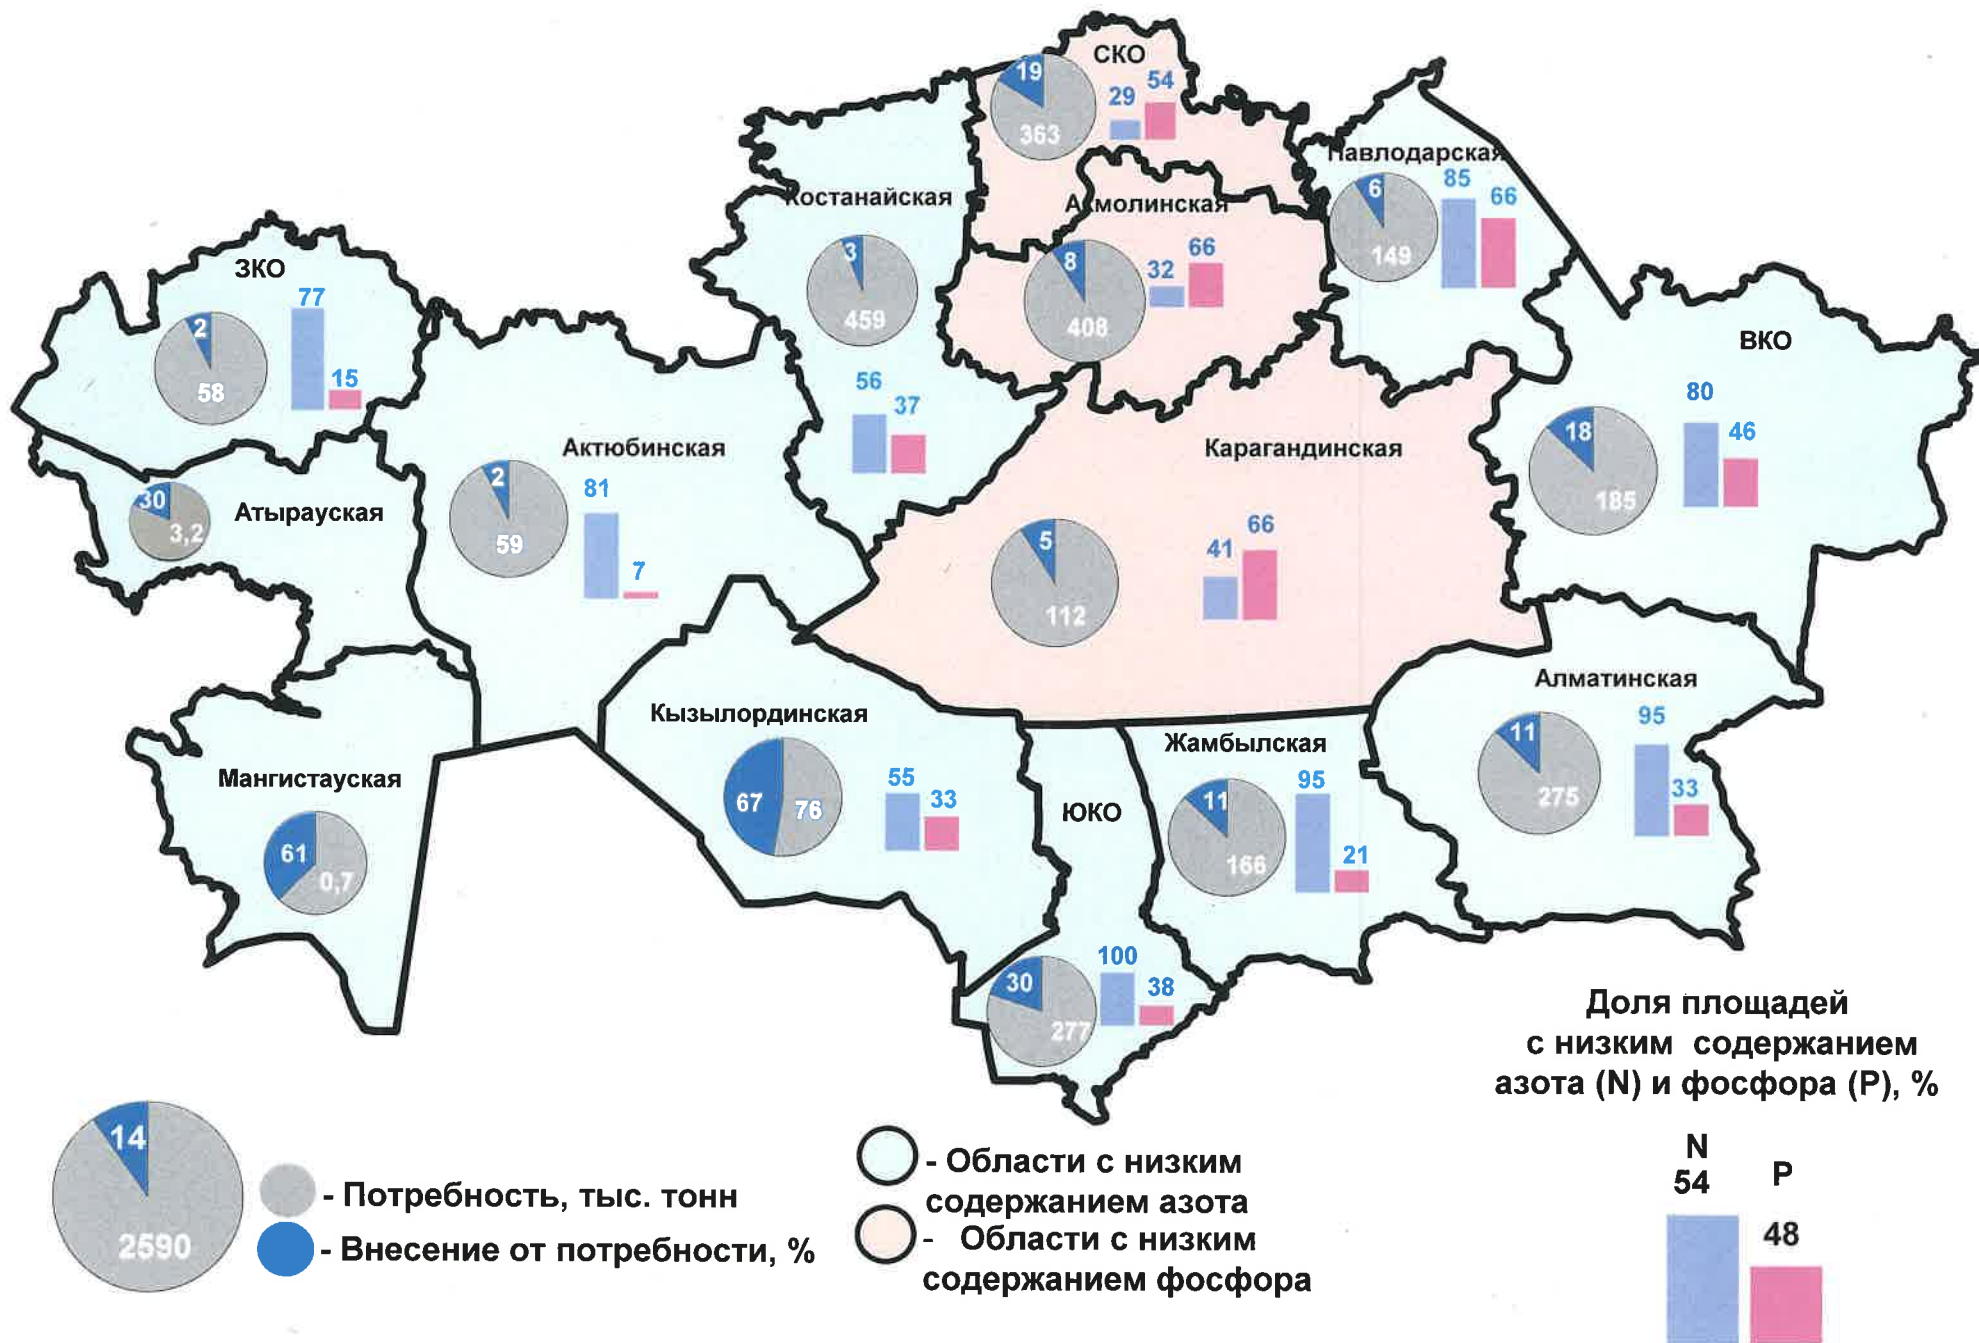 СКО
19
363
29
54
Павлодарская
6
149
85
66
Костанайская
3
459
56
37
Акмолинская
8
408
32
66
ЗКО
2
58
77
15
ВКО
18
185
80
46
Актюбинская
2
59
81
7
Карагандинская
5
112
41
66
Атырауская
30
3,2
Алматинская
11
275
95
33
Кызылординская
67
76
55
33
Жамбылская
11
166
95
21
Мангистауская
61
0,7
ЮКО
30
277
100
38
14
2590
- Потребность, тыс. тонн
- Внесение от потребности, %
- Области с низким
содержанием азота
- Области с низким
содержанием фосфора
Доля площадей
с низким содержанием
азота (N) и фосфора (P), %
N
54
P
48